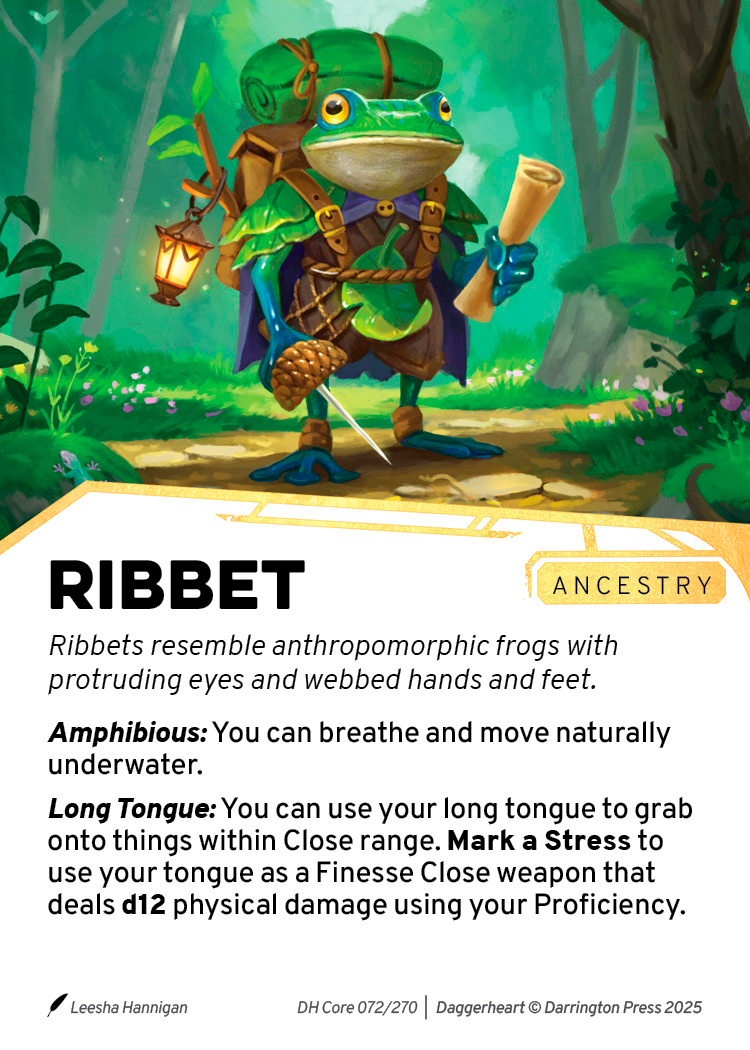 RIBBET
ANCESTRY
Ribbets resemble anthropomorphic frogs with
protruding eyes and webbed hands and feet.
Amphibious: You can breathe and move naturally
underwater.
Long Tongue: You can use your long tongue to grab
onto things within Close range. Mark a Stress to
use your tongue as a Finesse Close weapon that
deals d12 physical damage using your Proficiency.
Leesha Hannigan
DH Core 072/270 | Daggerheart © Darrington Press 2025